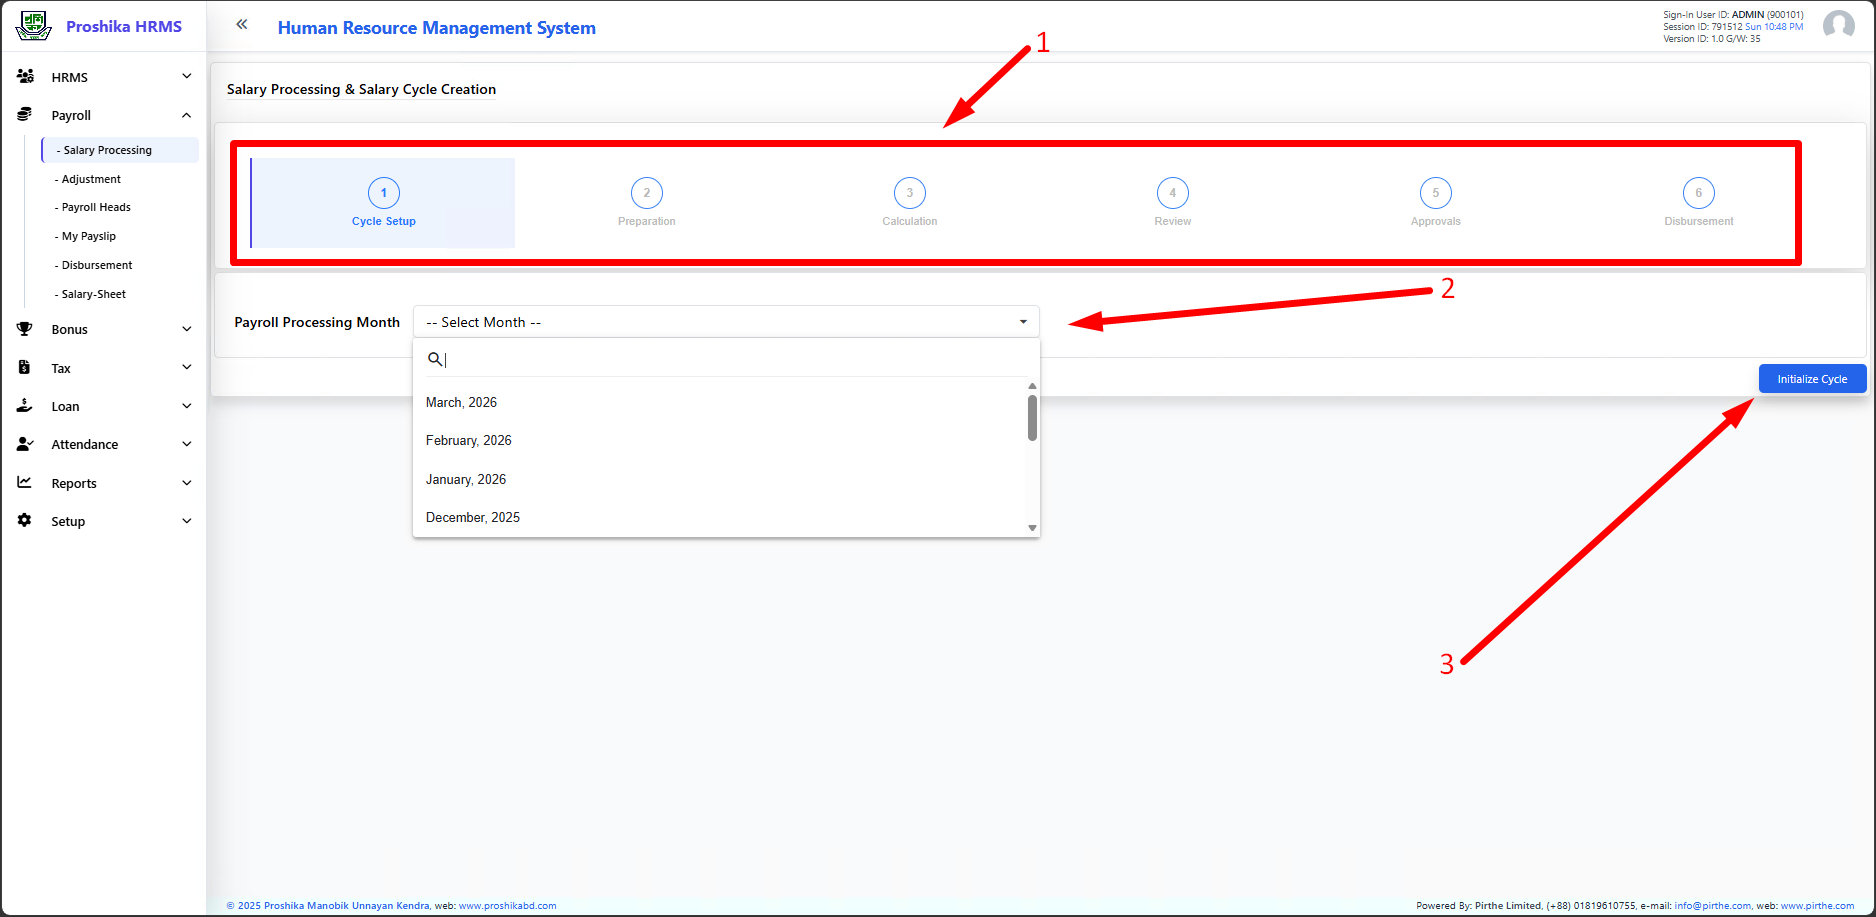 Proshika HRMS
Human Resource Management System
Sign-In User ID: ADMIN (900101)
Session ID: 791512 Sun 10:48 PM
Version ID: 1.0 G/W: 35
1
HRMS
Payroll
- Salary Processing
- Adjustment
- Payroll Heads
- My Payslip
- Disbursement
- Salary-Sheet
Bonus
Tax
Loan
Attendance
Reports
Setup
Salary Processing & Salary Cycle Creation
1
Cycle Setup
2
Preparation
3
Calculation
4
Review
5
Approvals
6
Disbursement
2
Payroll Processing Month
-- Select Month --
March, 2026
February, 2026
January, 2026
December, 2025
Initialize Cycle
3
© 2025 Proshika Manobik Unnayan Kendra, web: www.proshikabd.com
Powered By: Pirthe Limited, (+88) 01819610755, e-mail: info@pirthe.com, web: www.pirthe.com